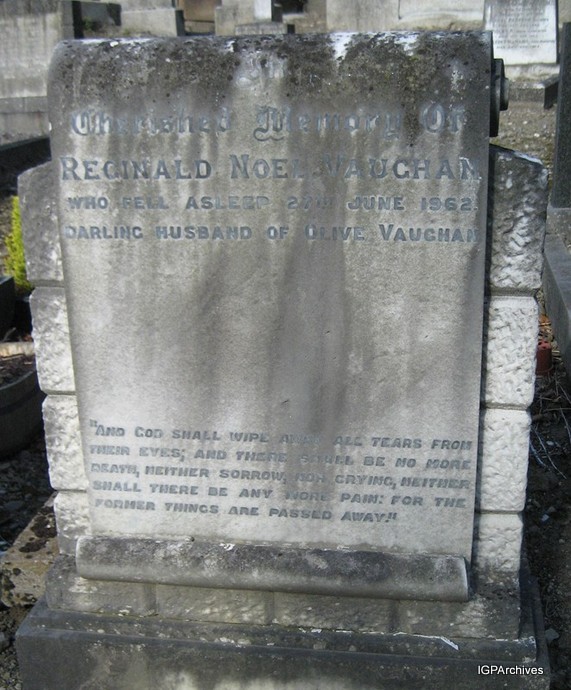 Cherished Memory Of
REGINALD NOEL VAUGHAN
WHO FELL ASLEEP 27TH JUNE 1962.
DARLING HUSBAND OF OLIVE VAUGHAN
"AND GOD SHALL WIPE AWAY ALL TEARS FROM
THEIR EYES; AND THERE SHALL BE NO MORE
DEATH, NEITHER SORROW, NOR CRYING, NEITHER
SHALL THERE BE ANY MORE PAIN: FOR THE
FORMER THINGS ARE PASSED AWAY."
IGPArchives